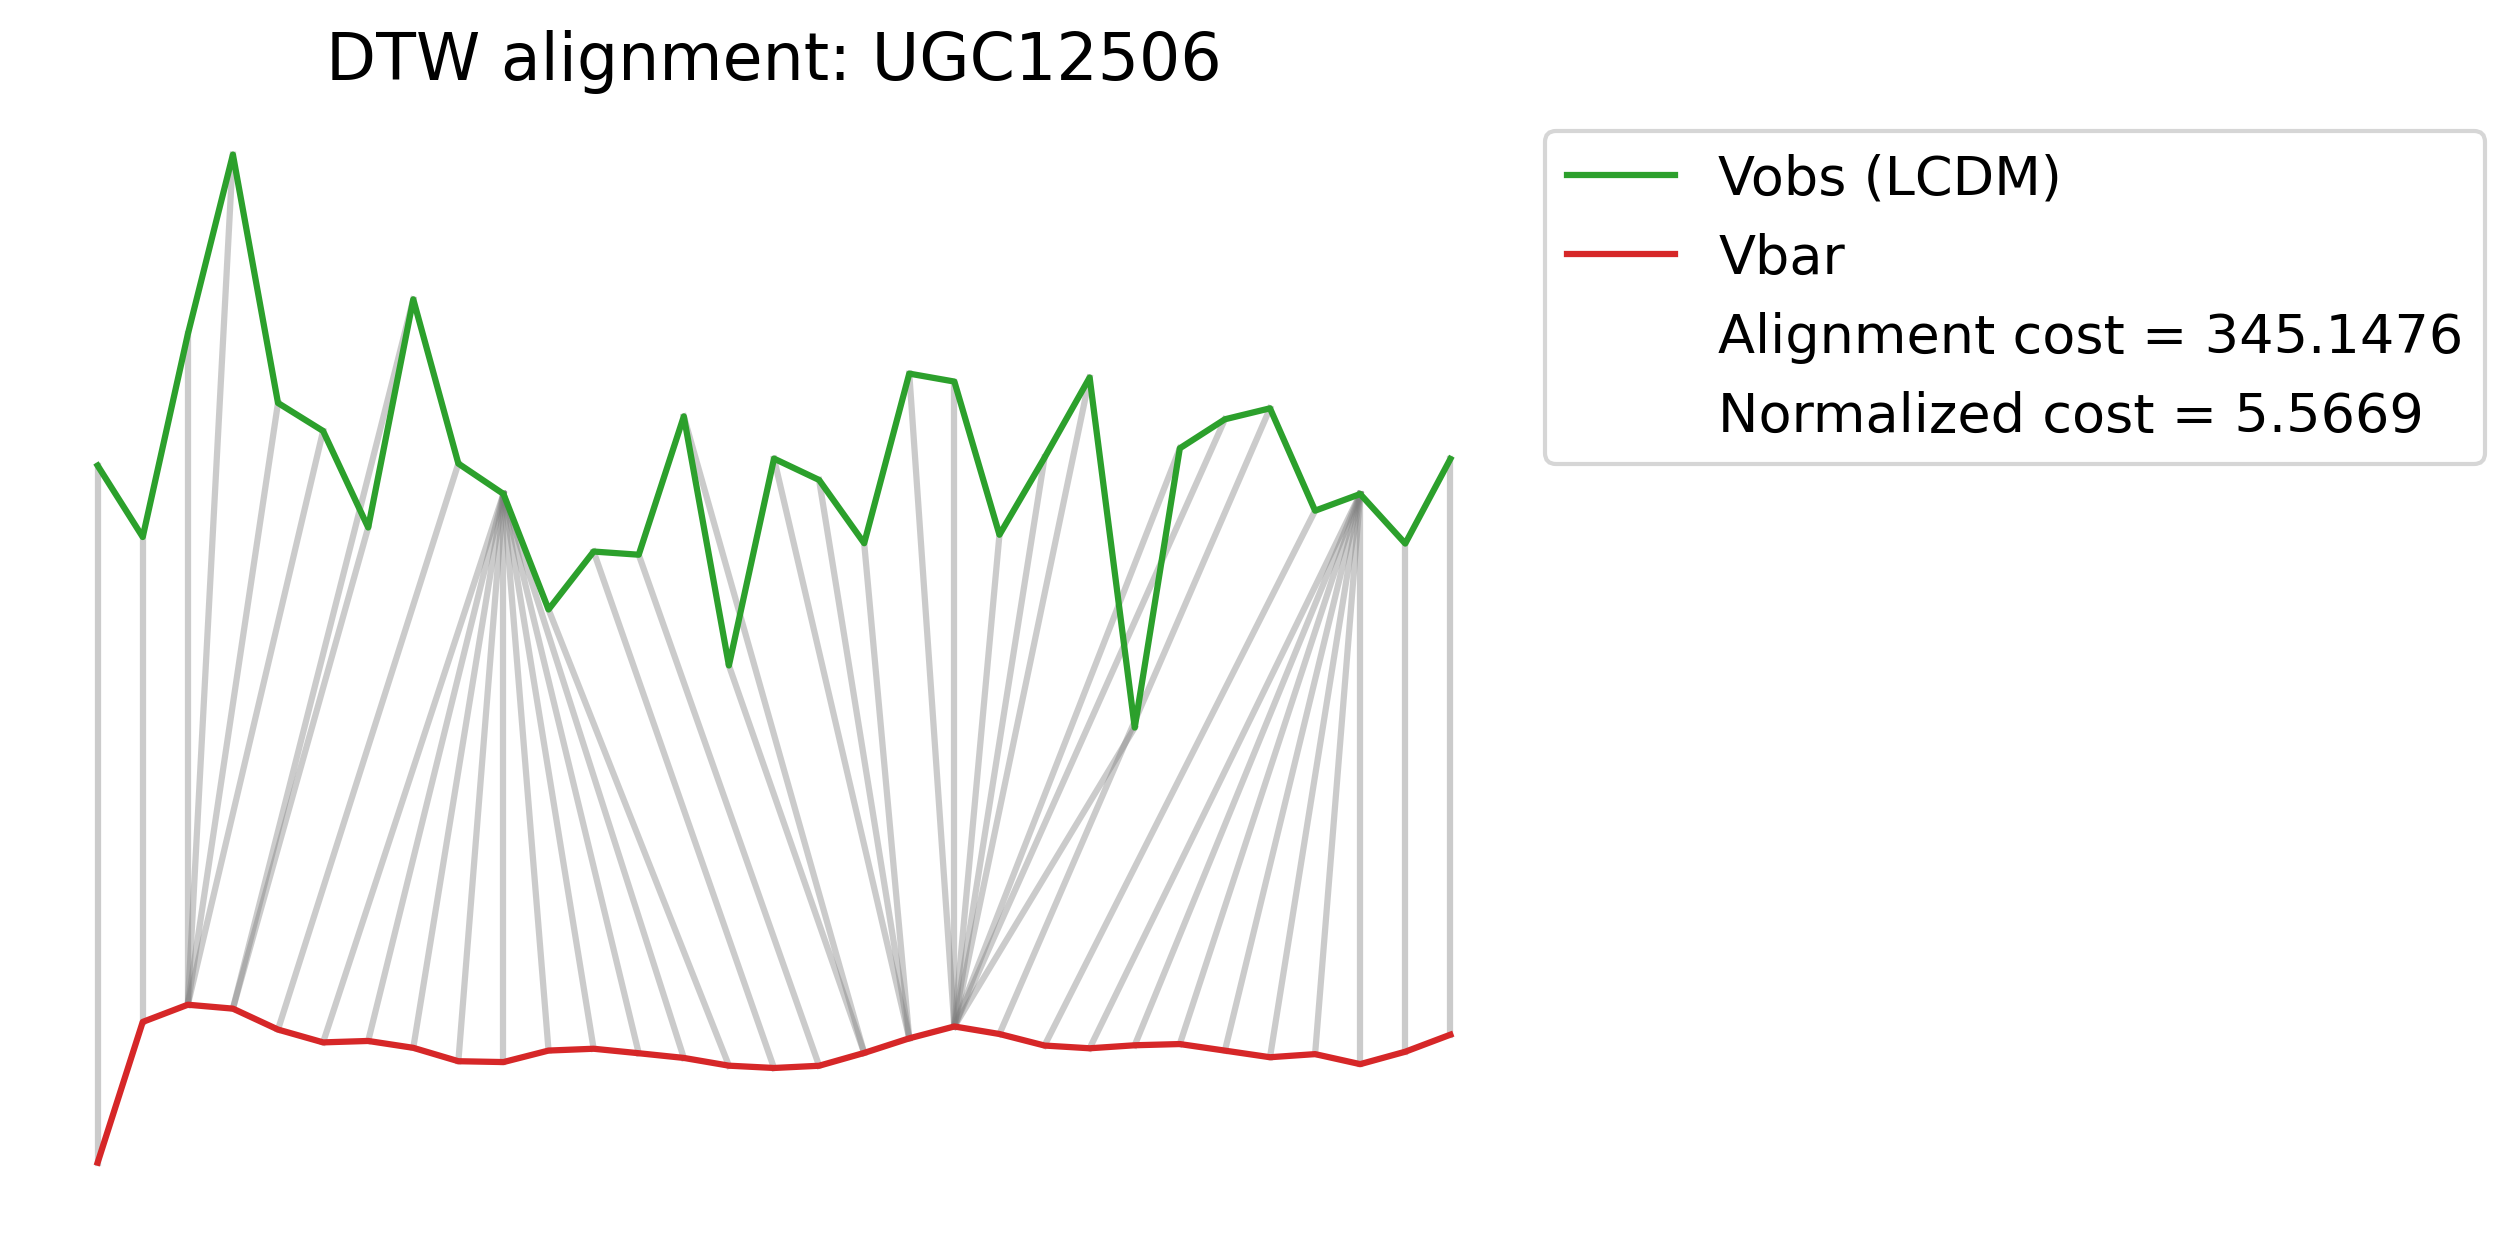 DTW alignment: UGC12506
Vobs (LCDM)
Vbar
Alignment cost = 345.1476
Normalized cost = 5.5669